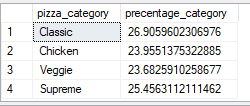 pizza_category precentage_category
1 Classic 26.9059602306976
2 Chicken 23.9551375322885
3 Veggie 23.6825910258677
4 Supreme 25.4563112111462